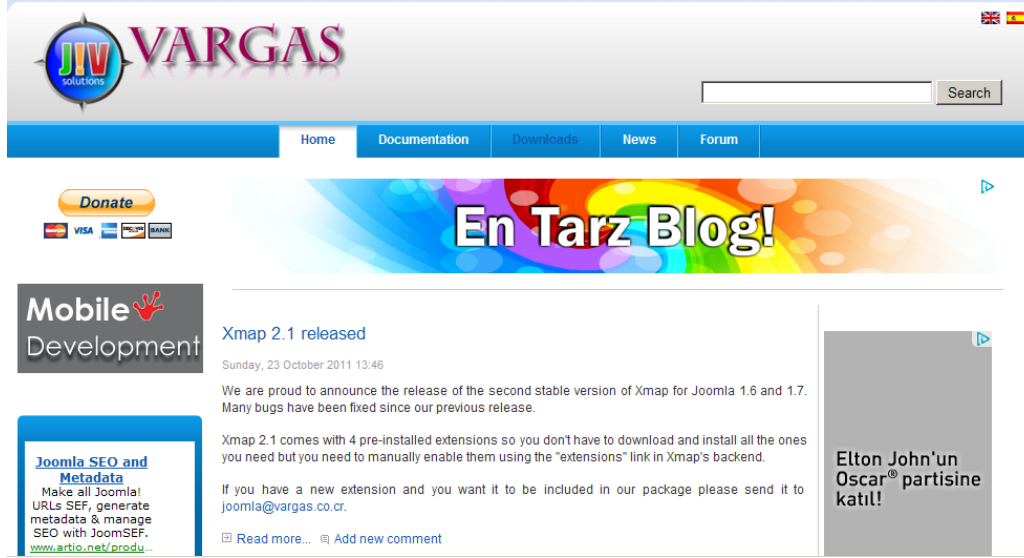 J!V
solutions
VARGAS
Search
Home
Documentation
Downloads
News
Forum
Donate
VISA
BANK
En Tarz Blog!
Mobile
Development
Xmap 2.1 released
Sunday, 23 October 2011 13:46
We are proud to announce the release of the second stable version of Xmap for Joomla 1.6 and 1.7.
Many bugs have been fixed since our previous release.
Xmap 2.1 comes with 4 pre-installed extensions so you don't have to download and install all the ones
you need but you need to manually enable them using the "extensions" link in Xmap's backend.
If you have a new extension and you want it to be included in our package please send it to
joomla@vargas.co.cr.
Read more...
Add new comment
Joomla SEO and
Metadata
Make all Joomla!
URLs SEF, generate
metadata & manage
SEO with JoomSEF.
www.artio.net/produ...
Elton John'un
Oscar® partisine
katıl!